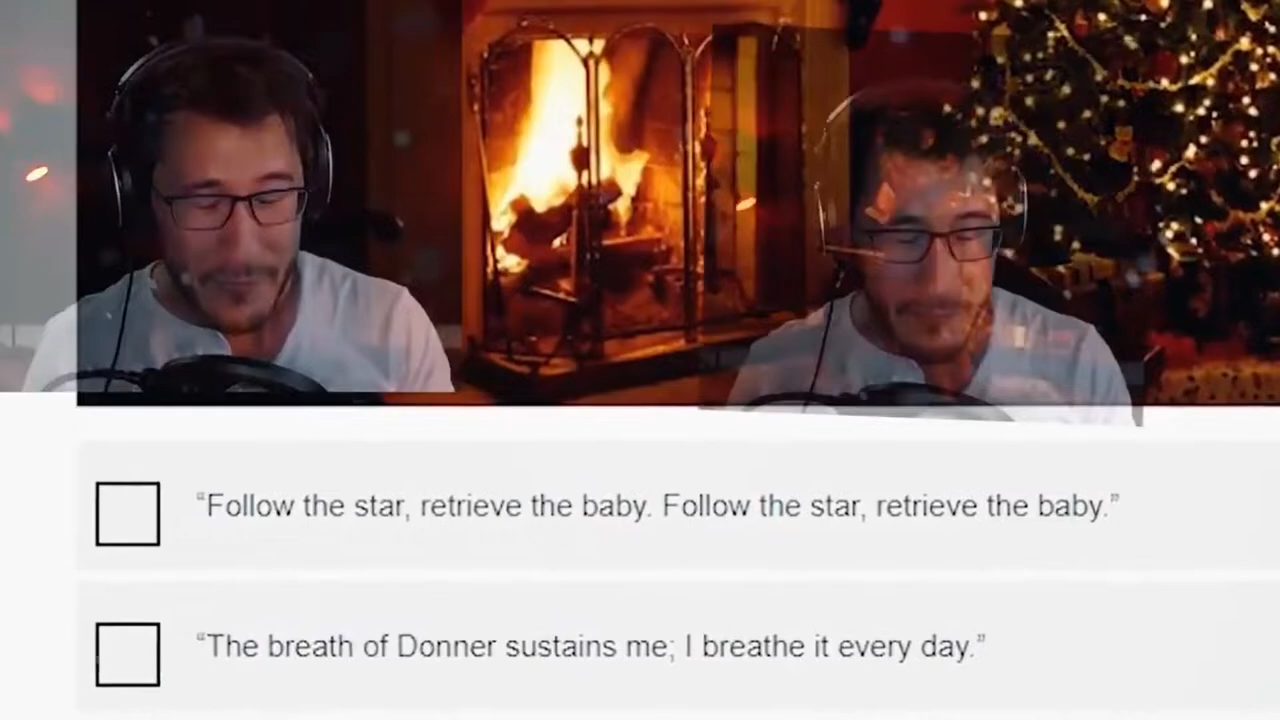 “Follow the star, retrieve the baby. Follow the star, retrieve the baby.”
“The breath of Donner sustains me; I breathe it every day.”